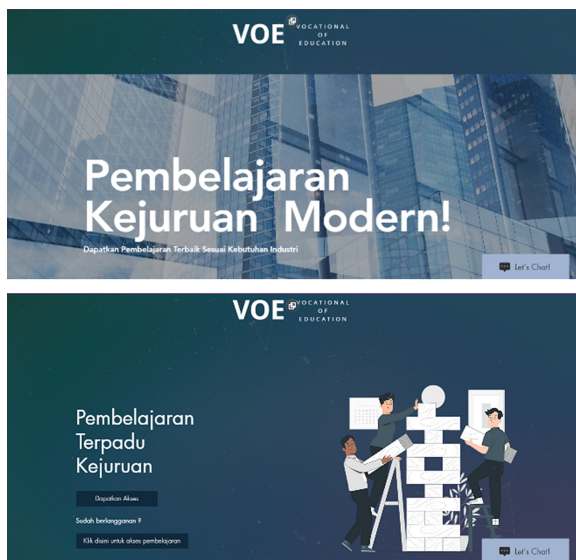 VOE
VOCATIONAL
OF
EDUCATION
Pembelajaran
Kejuruan Modern!
Dapatkan Pembelajaran Terbaik Sesuai Kebutuhan Industri
Let's Chat!
VOE
VOCATIONAL
OF
EDUCATION
Pembelajaran
Terpadu
Kejuruan
Dapatkan Akses
Sudah berlangganan ?
Klik disini untuk akses pembelajaran
Let's Chat!